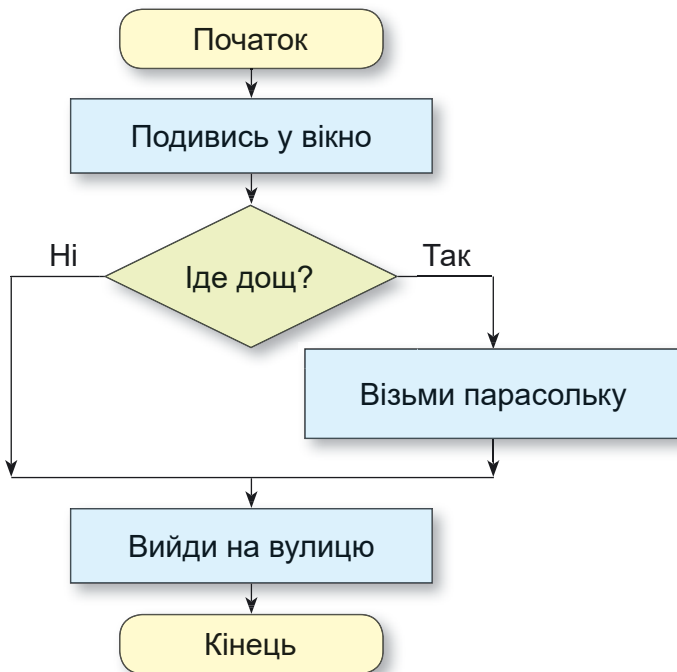 Початок
Подивись у вікно
Ні
Іде дощ?
Так
Візьми парасольку
Вийди на вулицю
Кінець